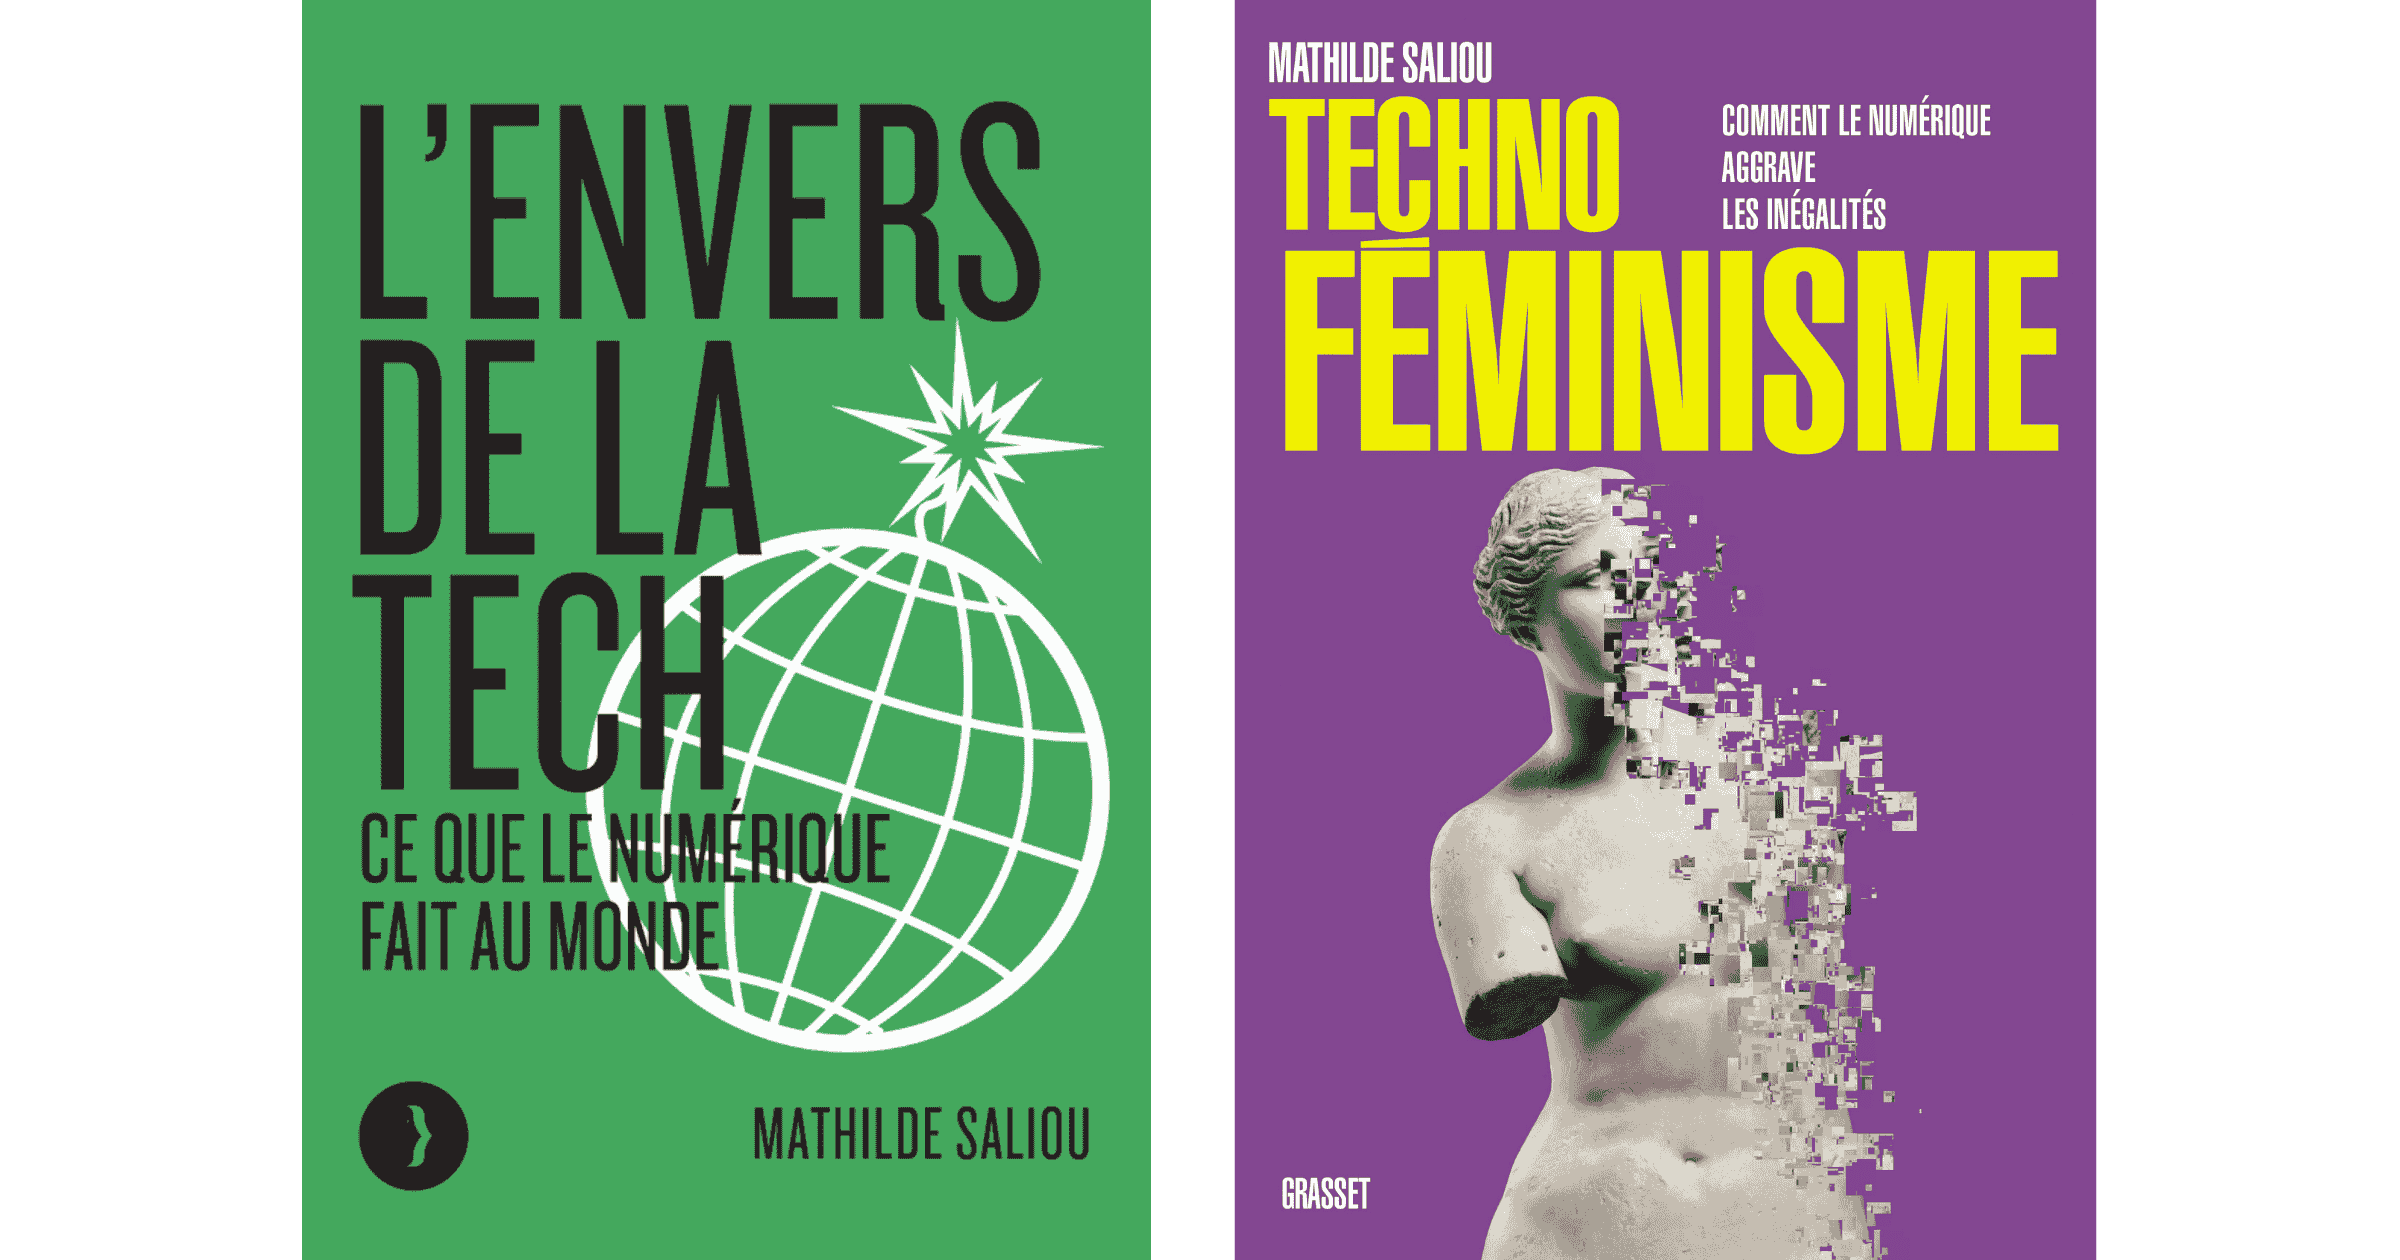 L’ENVERS
DE LA
TECH
CE QUE LE NUMÉRIQUE
FAIT AU MONDE
MATHILDE SALIOU
MATHILDE SALIOU
TECHNO
FÉMINISME
COMMENT LE NUMÉRIQUE
AGGRAVE
LES INÉGALITÉS
GRASSET